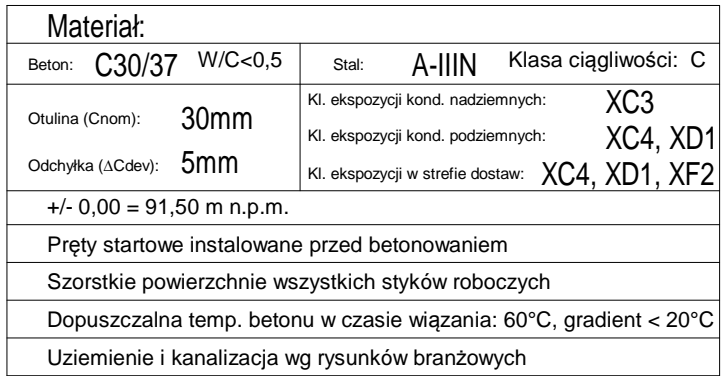 Materiał:
Beton: C30/37 W/C<0,5 Stal: A-IIIN Klasa ciągliwości: C
Otulina (Cnom): 30mm
Odchyłka (∆Cdev): 5mm
Kl. ekspozycji kond. nadziemnych: XC3
Kl. ekspozycji kond. podziemnych: XC4, XD1
Kl. ekspozycji w strefie dostaw: XC4, XD1, XF2
+/- 0,00 = 91,50 m n.p.m.
Pręty startowe instalowane przed betonowaniem
Szorstkie powierzchnie wszystkich styków roboczych
Dopuszczalna temp. betonu w czasie wiązania: 60°C, gradient < 20°C
Uziemienie i kanalizacja wg rysunków branżowych